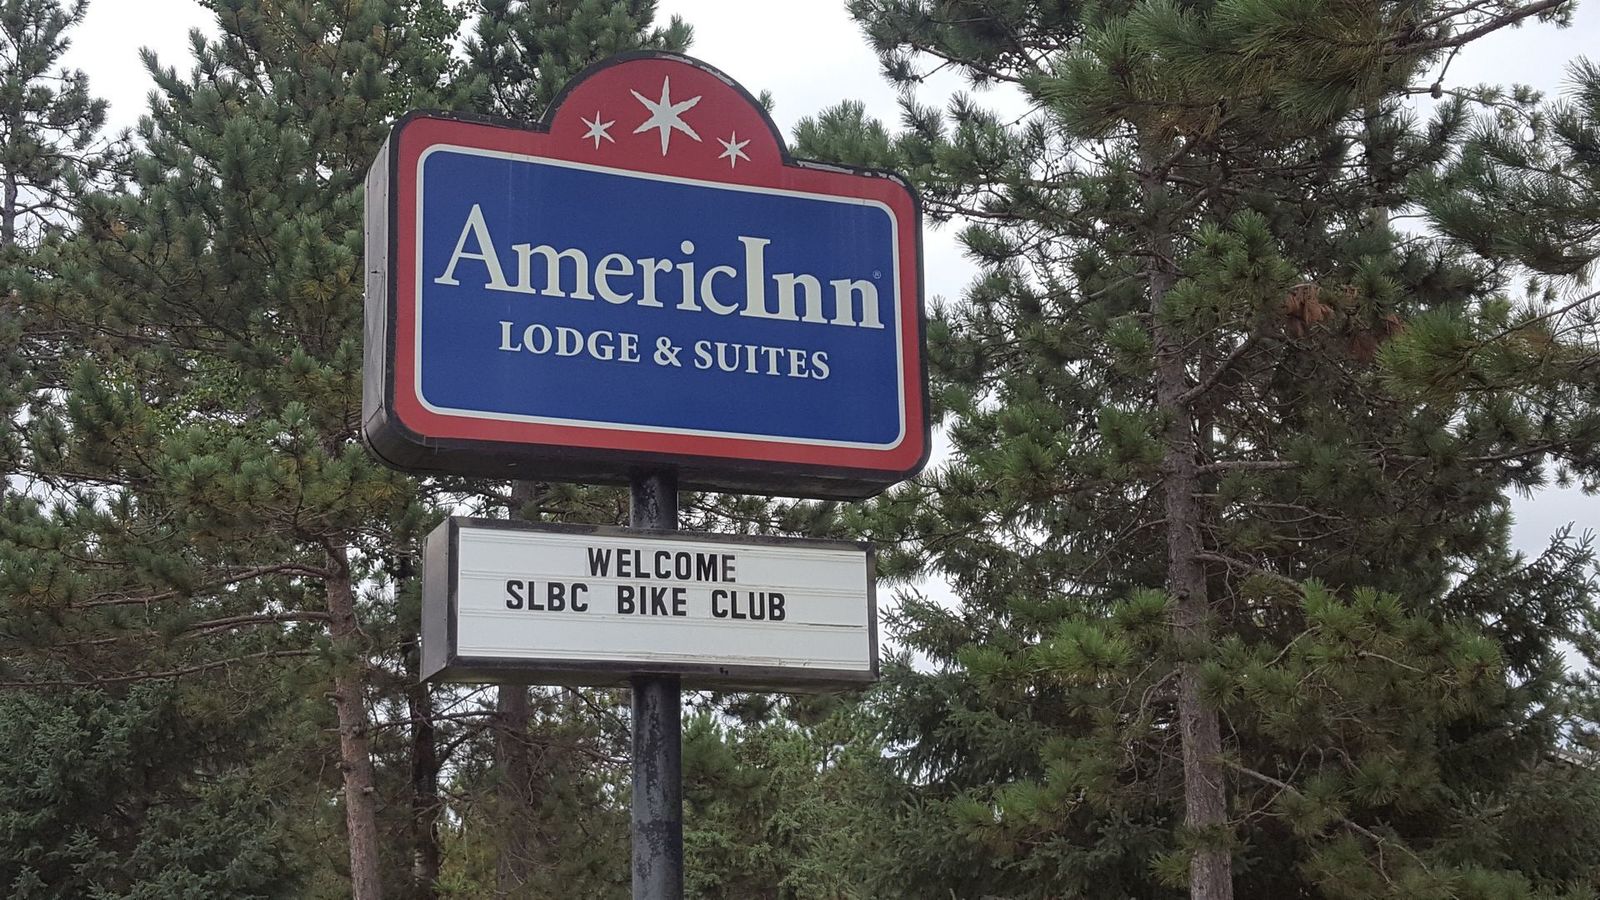 AmericInn®
LODGE & SUITES
WELCOME
SLBC BIKE CLUB